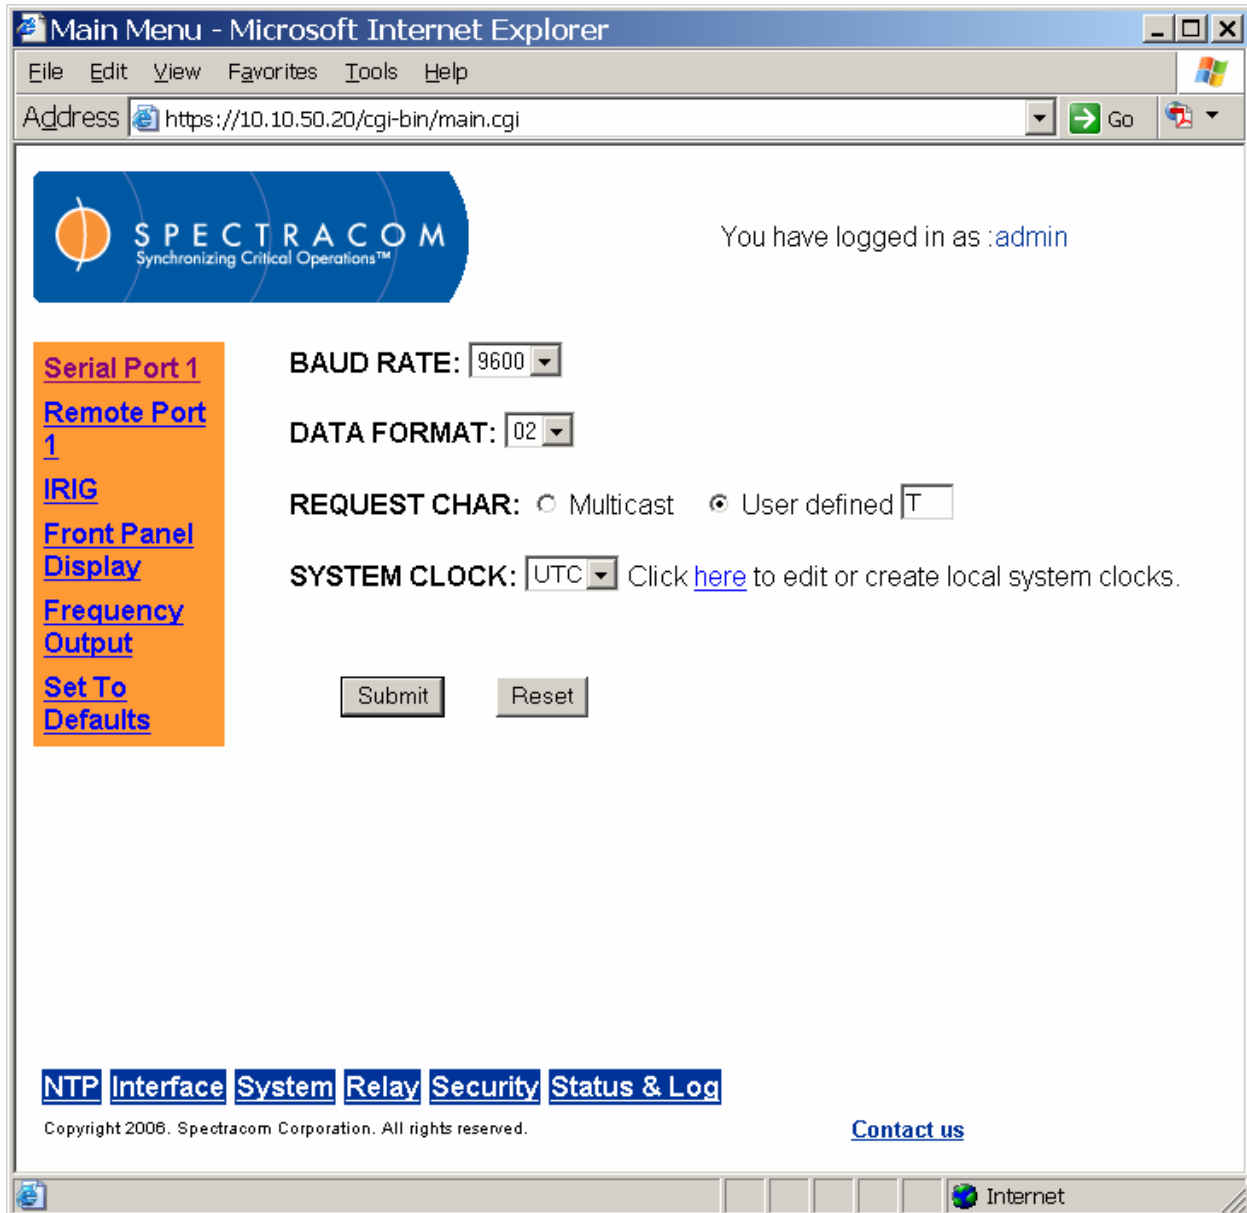 Main Menu - Microsoft Internet Explorer
File Edit View Favorites Tools Help
Address https://10.10.50.20/cgi-bin/main.cgi Go
SPECTRACOM
Synchronizing Critical Operations™
You have logged in as :admin
Serial Port 1
Remote Port
1
IRIG
Front Panel
Display
Frequency
Output
Set To
Defaults
BAUD RATE: 9600
DATA FORMAT: 02
REQUEST CHAR: Multicast User defined T
SYSTEM CLOCK: UTC Click here to edit or create local system clocks.
Submit Reset
NTP Interface System Relay Security Status & Log
Copyright 2006. Spectracom Corporation. All rights reserved.
Contact us
Internet